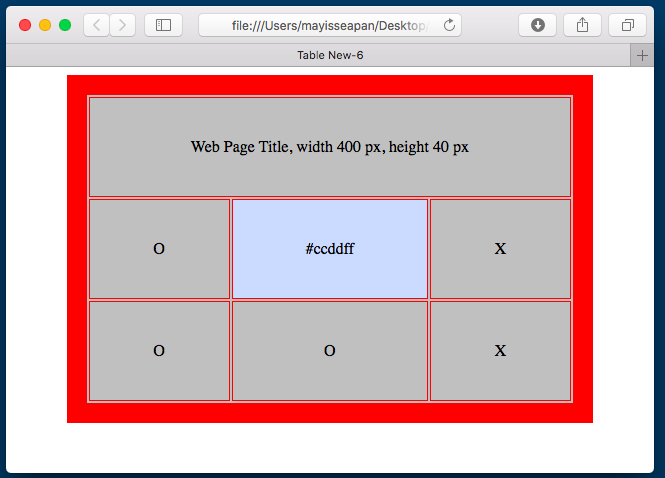 file:///Users/mayisseapan/Desktop/
Table New-6
Web Page Title, width 400 px, height 40 px
O #ccddff X
O O X